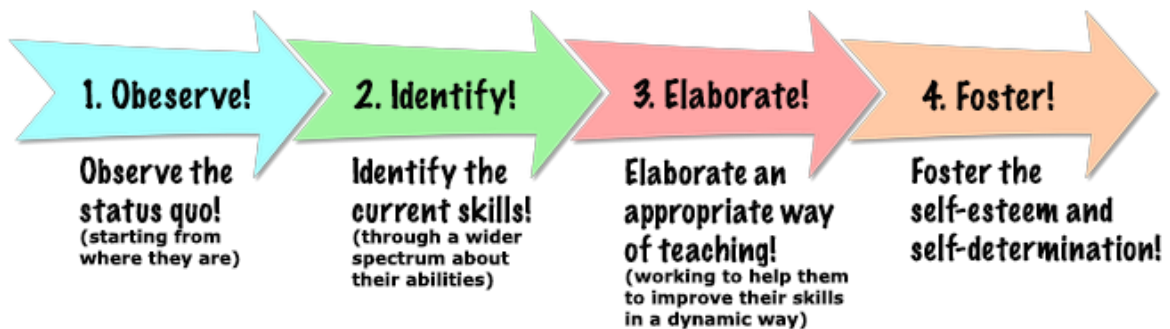 1. Obeserve!
2. Identify!
3. Elaborate!
4. Foster!
Observe the
status quo!
(starting from
where they are)
Identify the
current skills!
(through a wider
spectrum about
their abilities)
Elaborate an
appropriate way
of teaching!
(working to help them
to improve their skills
in a dynamic way)
Foster the
self-esteem and
self-determination!